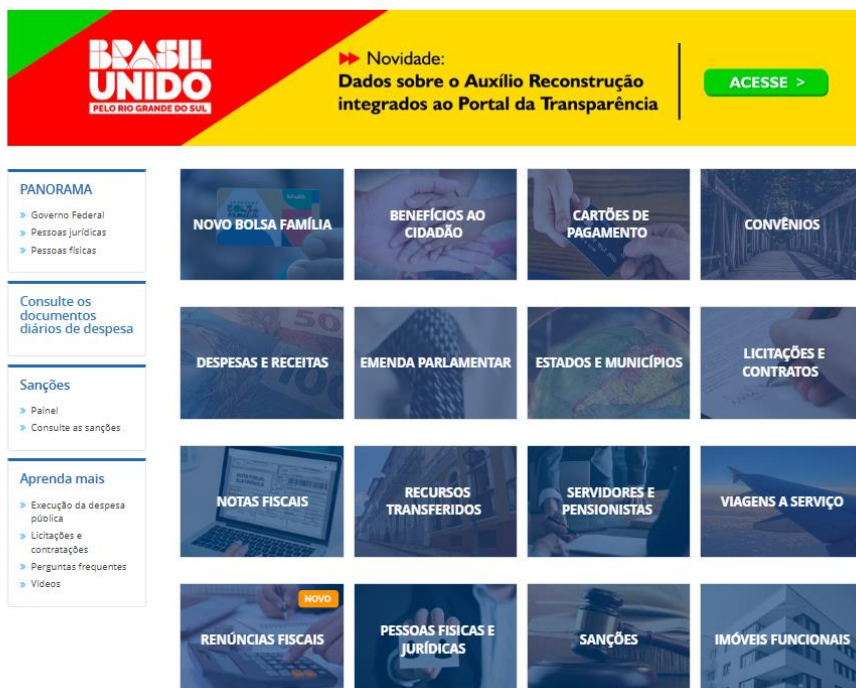 BRASIL
UNIDO
PELO RIO GRANDE DO SUL
Novidade:
Dados sobre o Auxílio Reconstrução
integrados ao Portal da Transparência
ACESSE >
PANORAMA
» Governo Federal
» Pessoas jurídicas
» Pessoas físicas
Consulte os
documentos
diários de despesa
Sanções
» Painel
» Consulte as sanções
Aprenda mais
» Execução da despesa
pública
» Licitações e
contratações
» Perguntas frequentes
» Vídeos
NOVO BOLSA FAMÍLIA
BENEFÍCIOS AO
CIDADÃO
CARTÕES DE
PAGAMENTO
CONVÊNIOS
DESPESAS E RECEITAS
EMENDA PARLAMENTAR
ESTADOS E MUNICÍPIOS
LICITAÇÕES E
CONTRATOS
NOTAS FISCAIS
RECURSOS
TRANSFERIDOS
SERVIDORES E
PENSIONISTAS
VIAGENS A SERVIÇO
NOVO
RENÚNCIAS FISCAIS
PESSOAS FISICAS E
JURÍDICAS
SANÇÕES
IMÓVEIS FUNCIONAIS